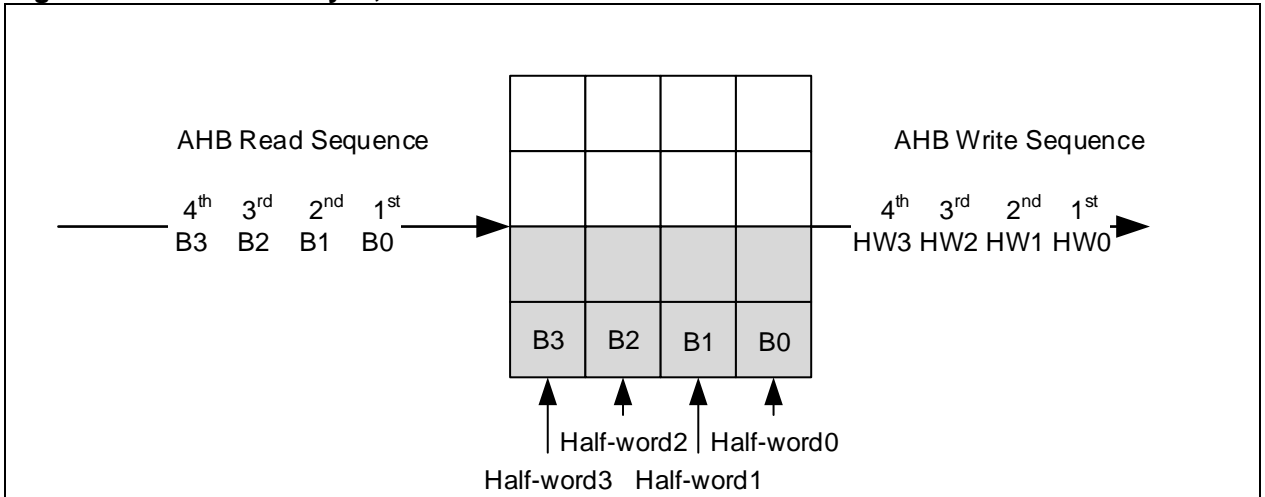 AHB Read Sequence
AHB Write Sequence
4th 3rd 2nd 1st
B3 B2 B1 B0
4th 3rd 2nd 1st
HW3 HW2 HW1 HW0
B3 B2 B1 B0
Half-word2 Half-word0
Half-word3 Half-word1